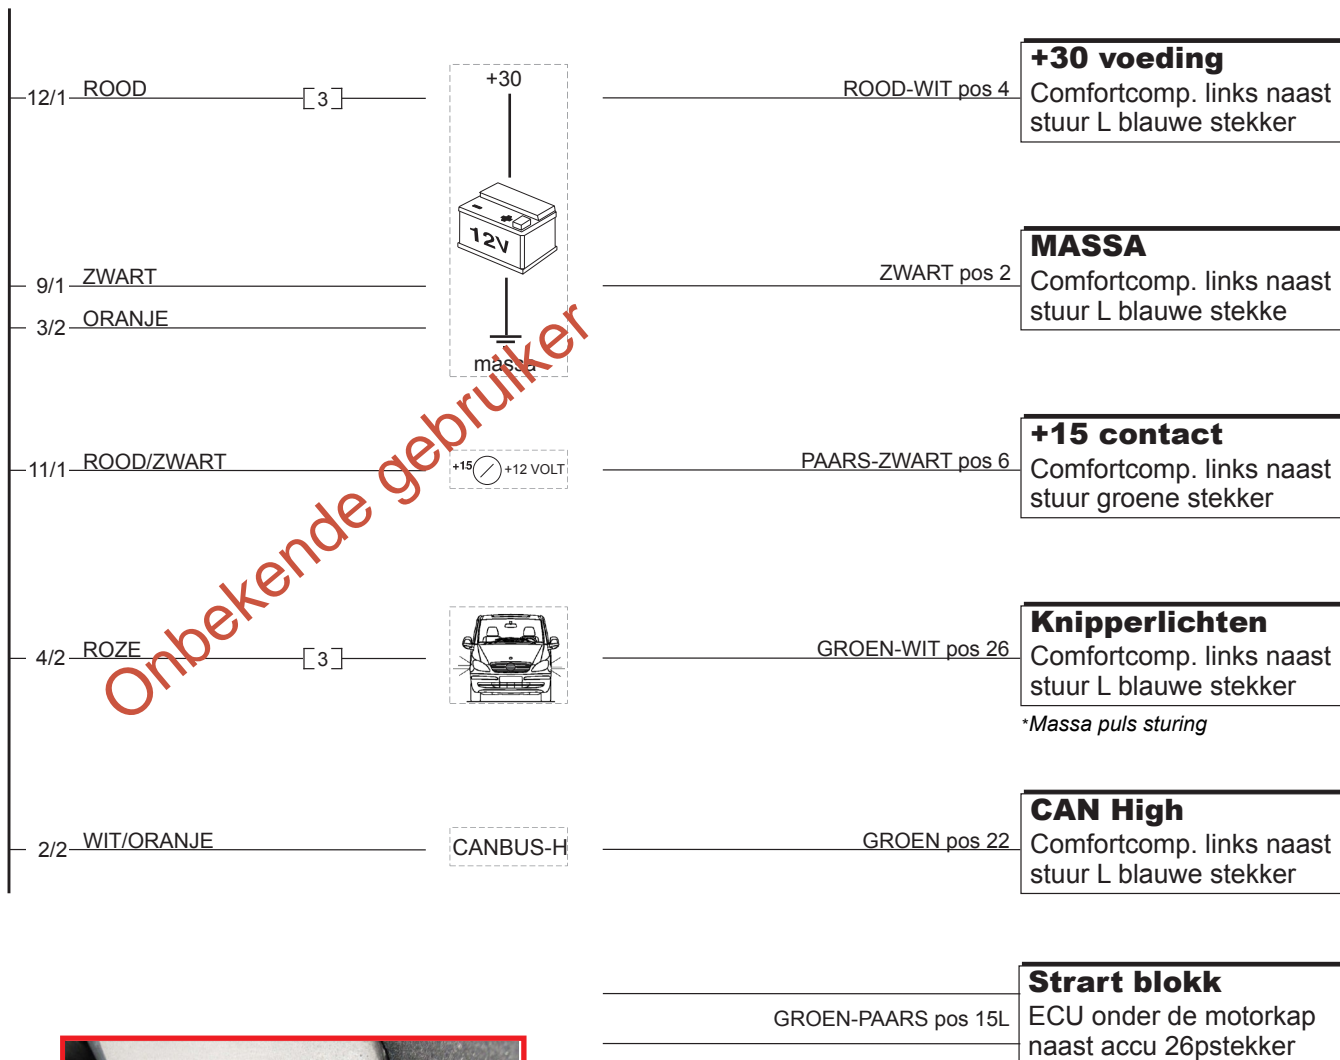 +30 voeding
12/1 ROOD [3] +30 ROOD-WIT pos 4 Comfortcomp. links naast
stuur L blauwe stekker
12V
MASSA
9/1 ZWART ZWART pos 2 Comfortcomp. links naast
3/2 ORANJE stuur L blauwe stekke
massa
+15 contact
11/1 ROOD/ZWART +15 +12 VOLT PAARS-ZWART pos 6 Comfortcomp. links naast
stuur groene stekker
Onbekende gebruiker
Knipperlichten
4/2 ROZE [3] GROEN-WIT pos 26 Comfortcomp. links naast
stuur L blauwe stekker
*Massa puls sturing
CAN High
2/2 WIT/ORANJE CANBUS-H GROEN pos 22 Comfortcomp. links naast
stuur L blauwe stekker
Strart blokk
GROEN-PAARS pos 15L ECU onder de motorkap
naast accu 26pstekker